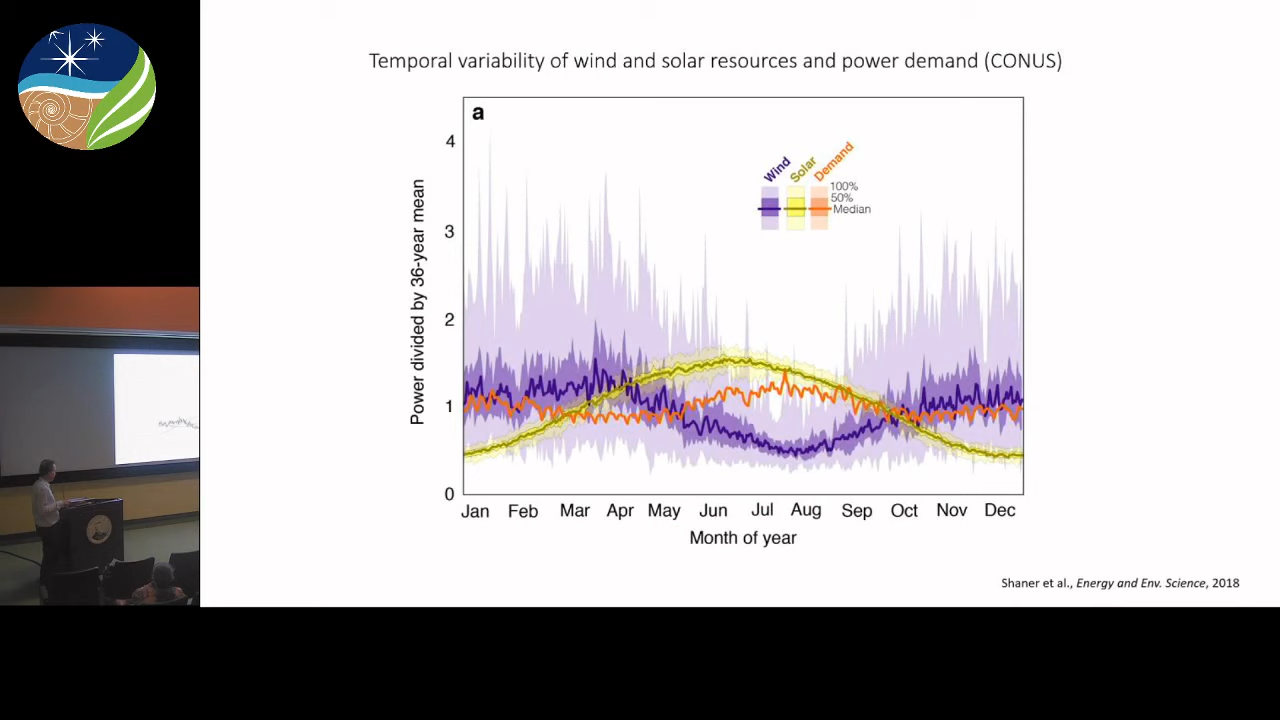 Temporal variability of wind and solar resources and power demand (CONUS)
a
Wind
Solar
Demand
100%
50%
Median
Power divided by 36-year mean
4
3
2
1
0
Jan Feb Mar Apr May Jun Jul Aug Sep Oct Nov Dec
Month of year
Shaner et al., Energy and Env. Science, 2018